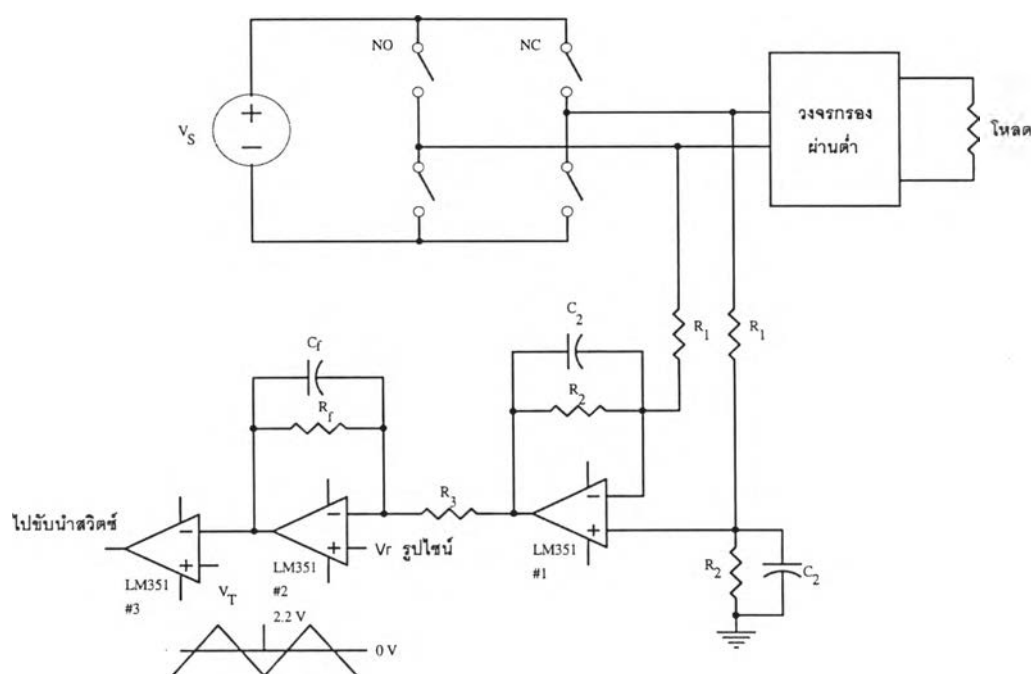 NO
NC
V_S
+
−
วงจรกรอง
ผ่านต่ำ
โหลด
R_1
R_1
C_2
R_2
C_f
R_f
R_3
ไปขับนำสวิตซ์
−
+
LM351
#3
V_T
−
+
LM351
#2
Vr รูปไซน์
−
+
LM351
#1
R_2
C_2
2.2 V
0 V